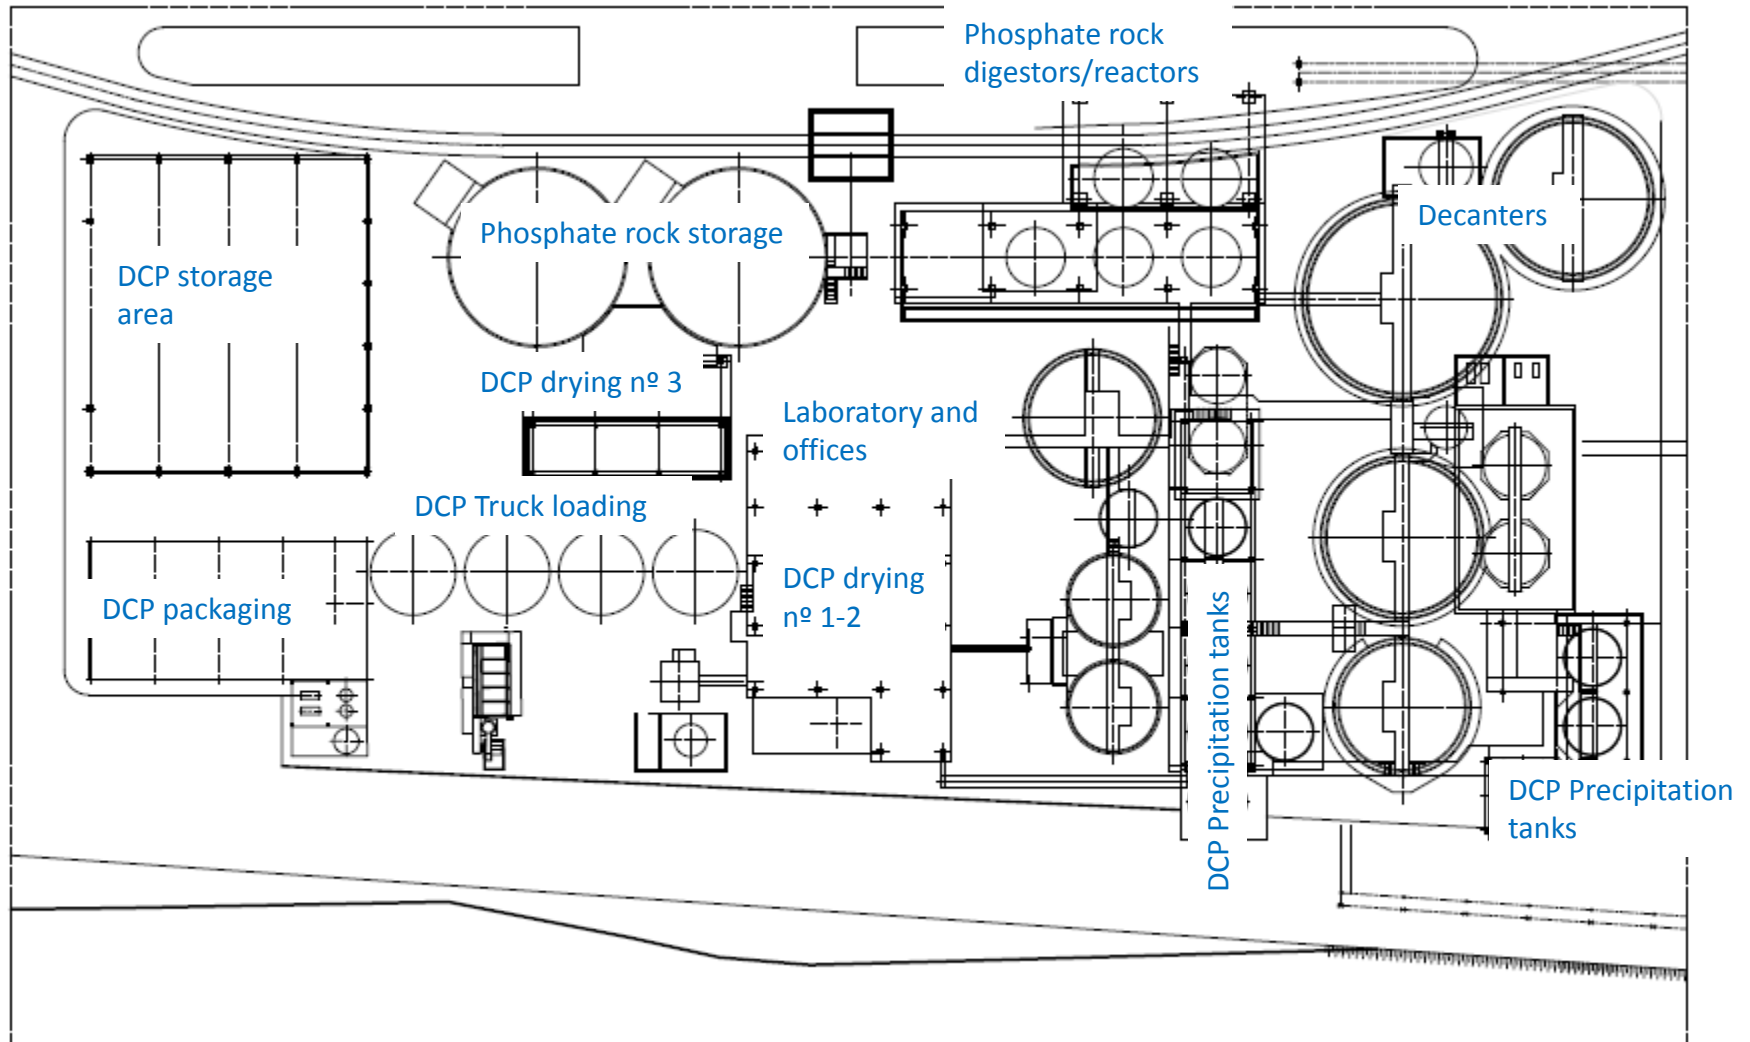 Phosphate rock
digestors/reactors
Decanters
Phosphate rock storage
DCP storage
area
DCP drying nº 3
Laboratory and
offices
DCP Truck loading
DCP packaging
DCP drying
nº 1-2
DCP Precipitation tanks
DCP Precipitation
tanks